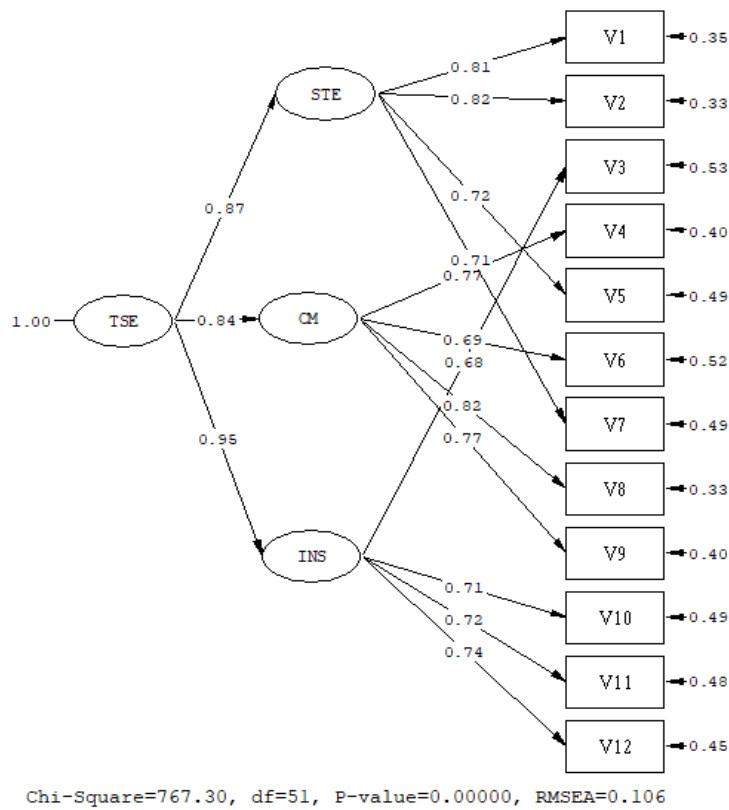 V1 0.35
0.81
STE
0.82 V2 0.33
V3 0.53
0.72
0.87
V4 0.40
0.71
0.77
V5 0.49
1.00 TSE 0.84 CM
0.69
0.68
V6 0.52
0.82
V7 0.49
0.95
0.77
V8 0.33
INS
V9 0.40
0.71
V10 0.49
0.72
0.74
V11 0.48
V12 0.45
Chi-Square=767.30, df=51, P-value=0.00000, RMSEA=0.106